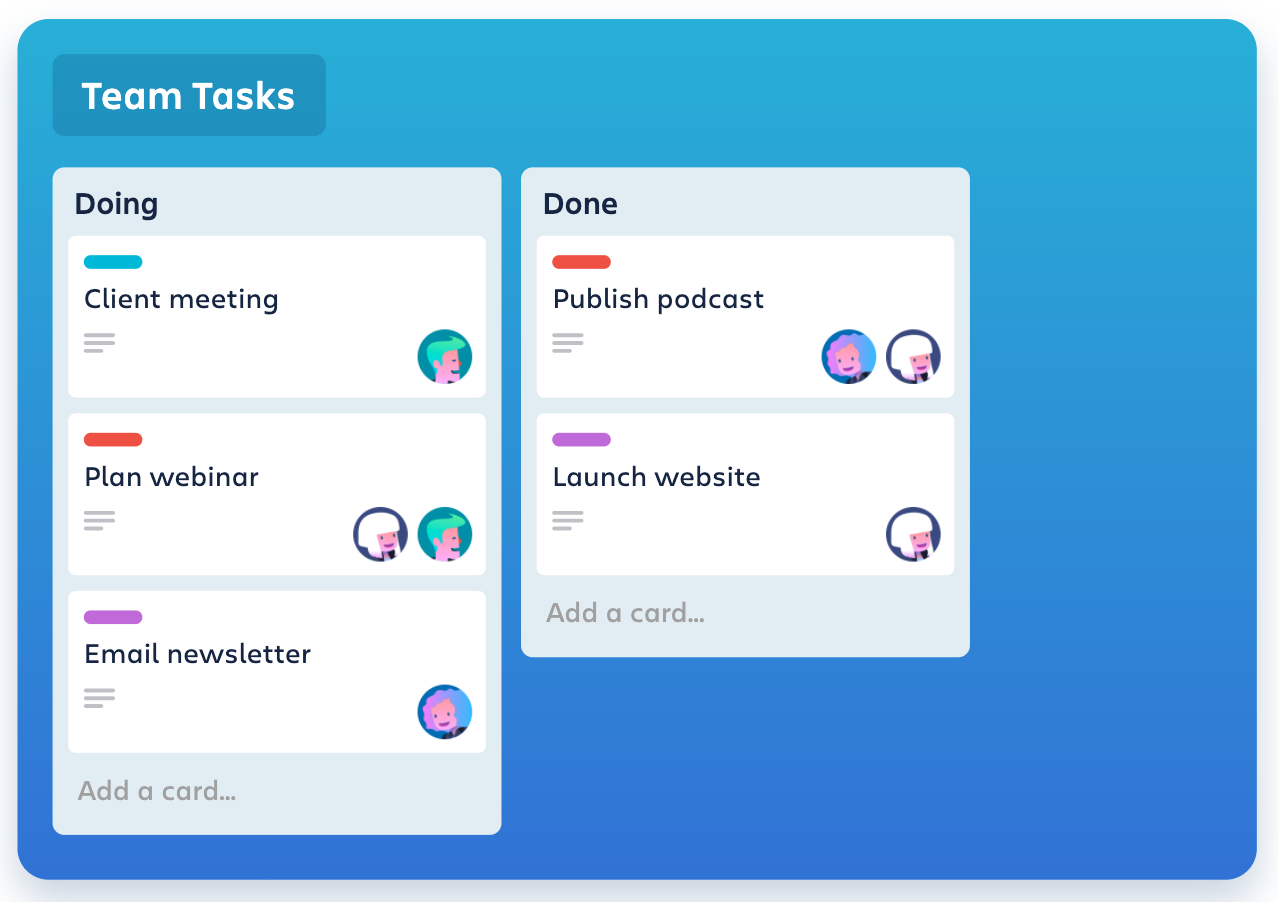 Team Tasks
Doing
Client meeting
Plan webinar
Email newsletter
Add a card...
Done
Publish podcast
Launch website
Add a card...